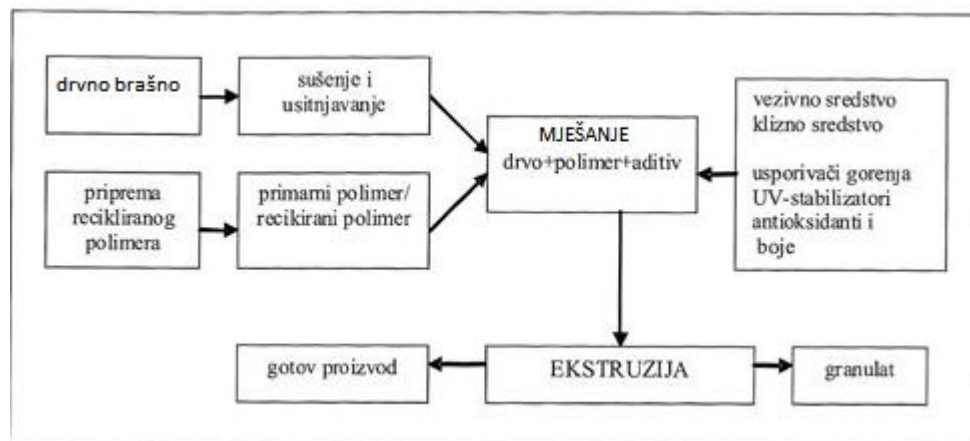 drvno brašno
sušenje i
usitnjavanje
MJEŠANJE
drvo+polimer+aditiv
vezivno sredstvo
klizno sredstvo
usporivači gorenja
UV-stabilizatori
antioksidanti i
boje
priprema
recikliranog
polimera
primarni polimer/
recikirani polimer
gotov proizvod
EKSTRUZIJA
granulat